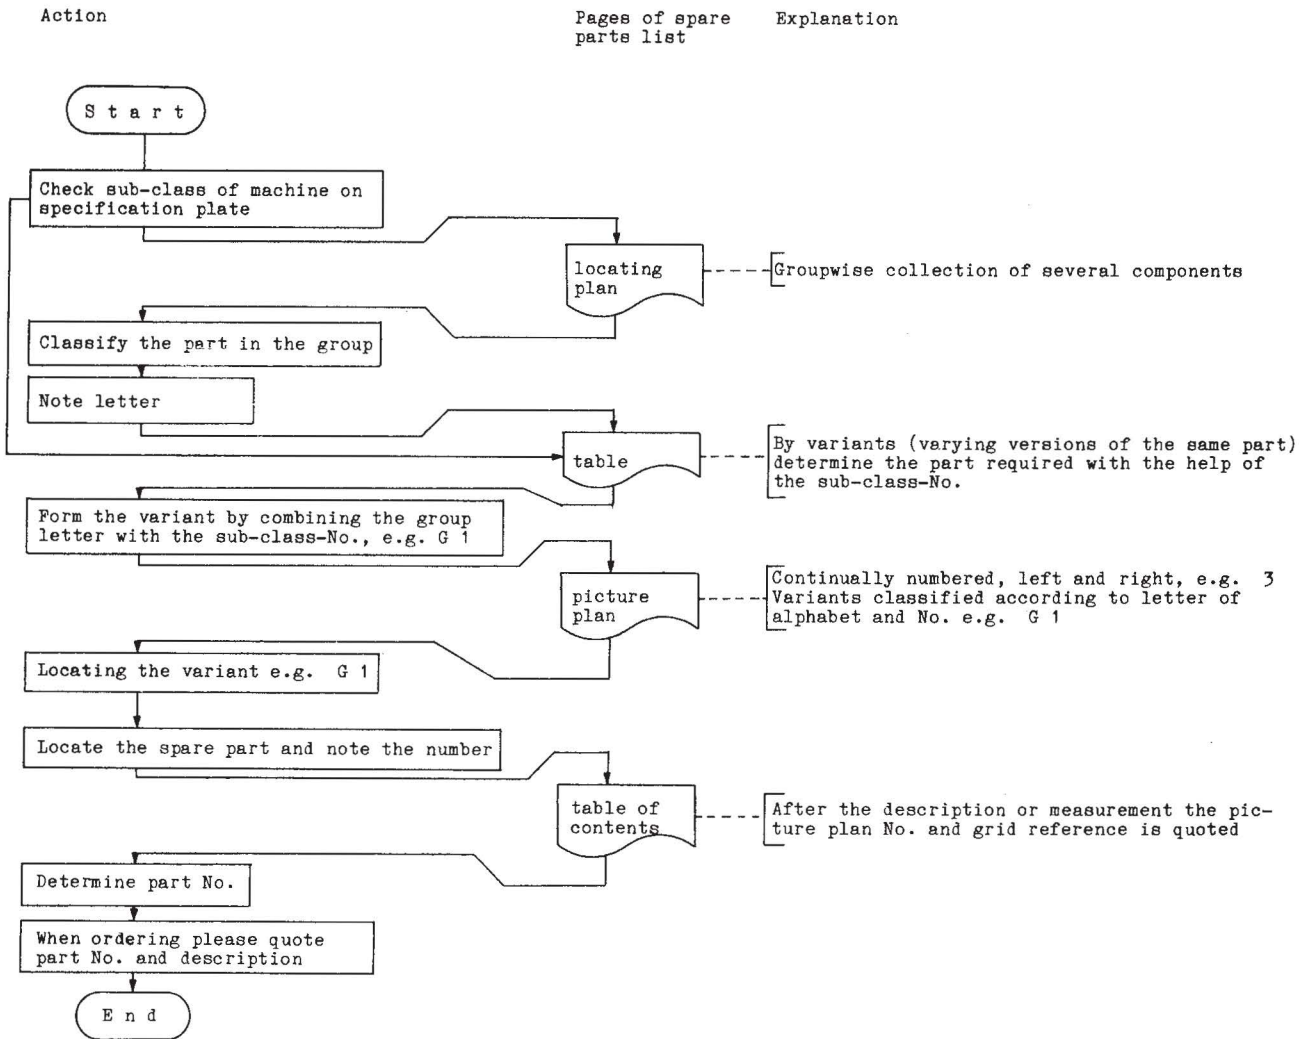 Action
Pages of spare
parts list
Explanation
Start
Check sub-class of machine on
specification plate
locating
plan
Groupwise collection of several components
Classify the part in the group
Note letter
table
By variants (varying versions of the same part)
determine the part required with the help of
the sub-class-No.
Form the variant by combining the group
letter with the sub-class-No., e.g. G 1
picture
plan
Continually numbered, left and right, e.g. 3
Variants classified according to letter of
alphabet and No. e.g. G 1
Locating the variant e.g. G 1
Locate the spare part and note the number
table of
contents
After the description or measurement the pic-
ture plan No. and grid reference is quoted
Determine part No.
When ordering please quote
part No. and description
End